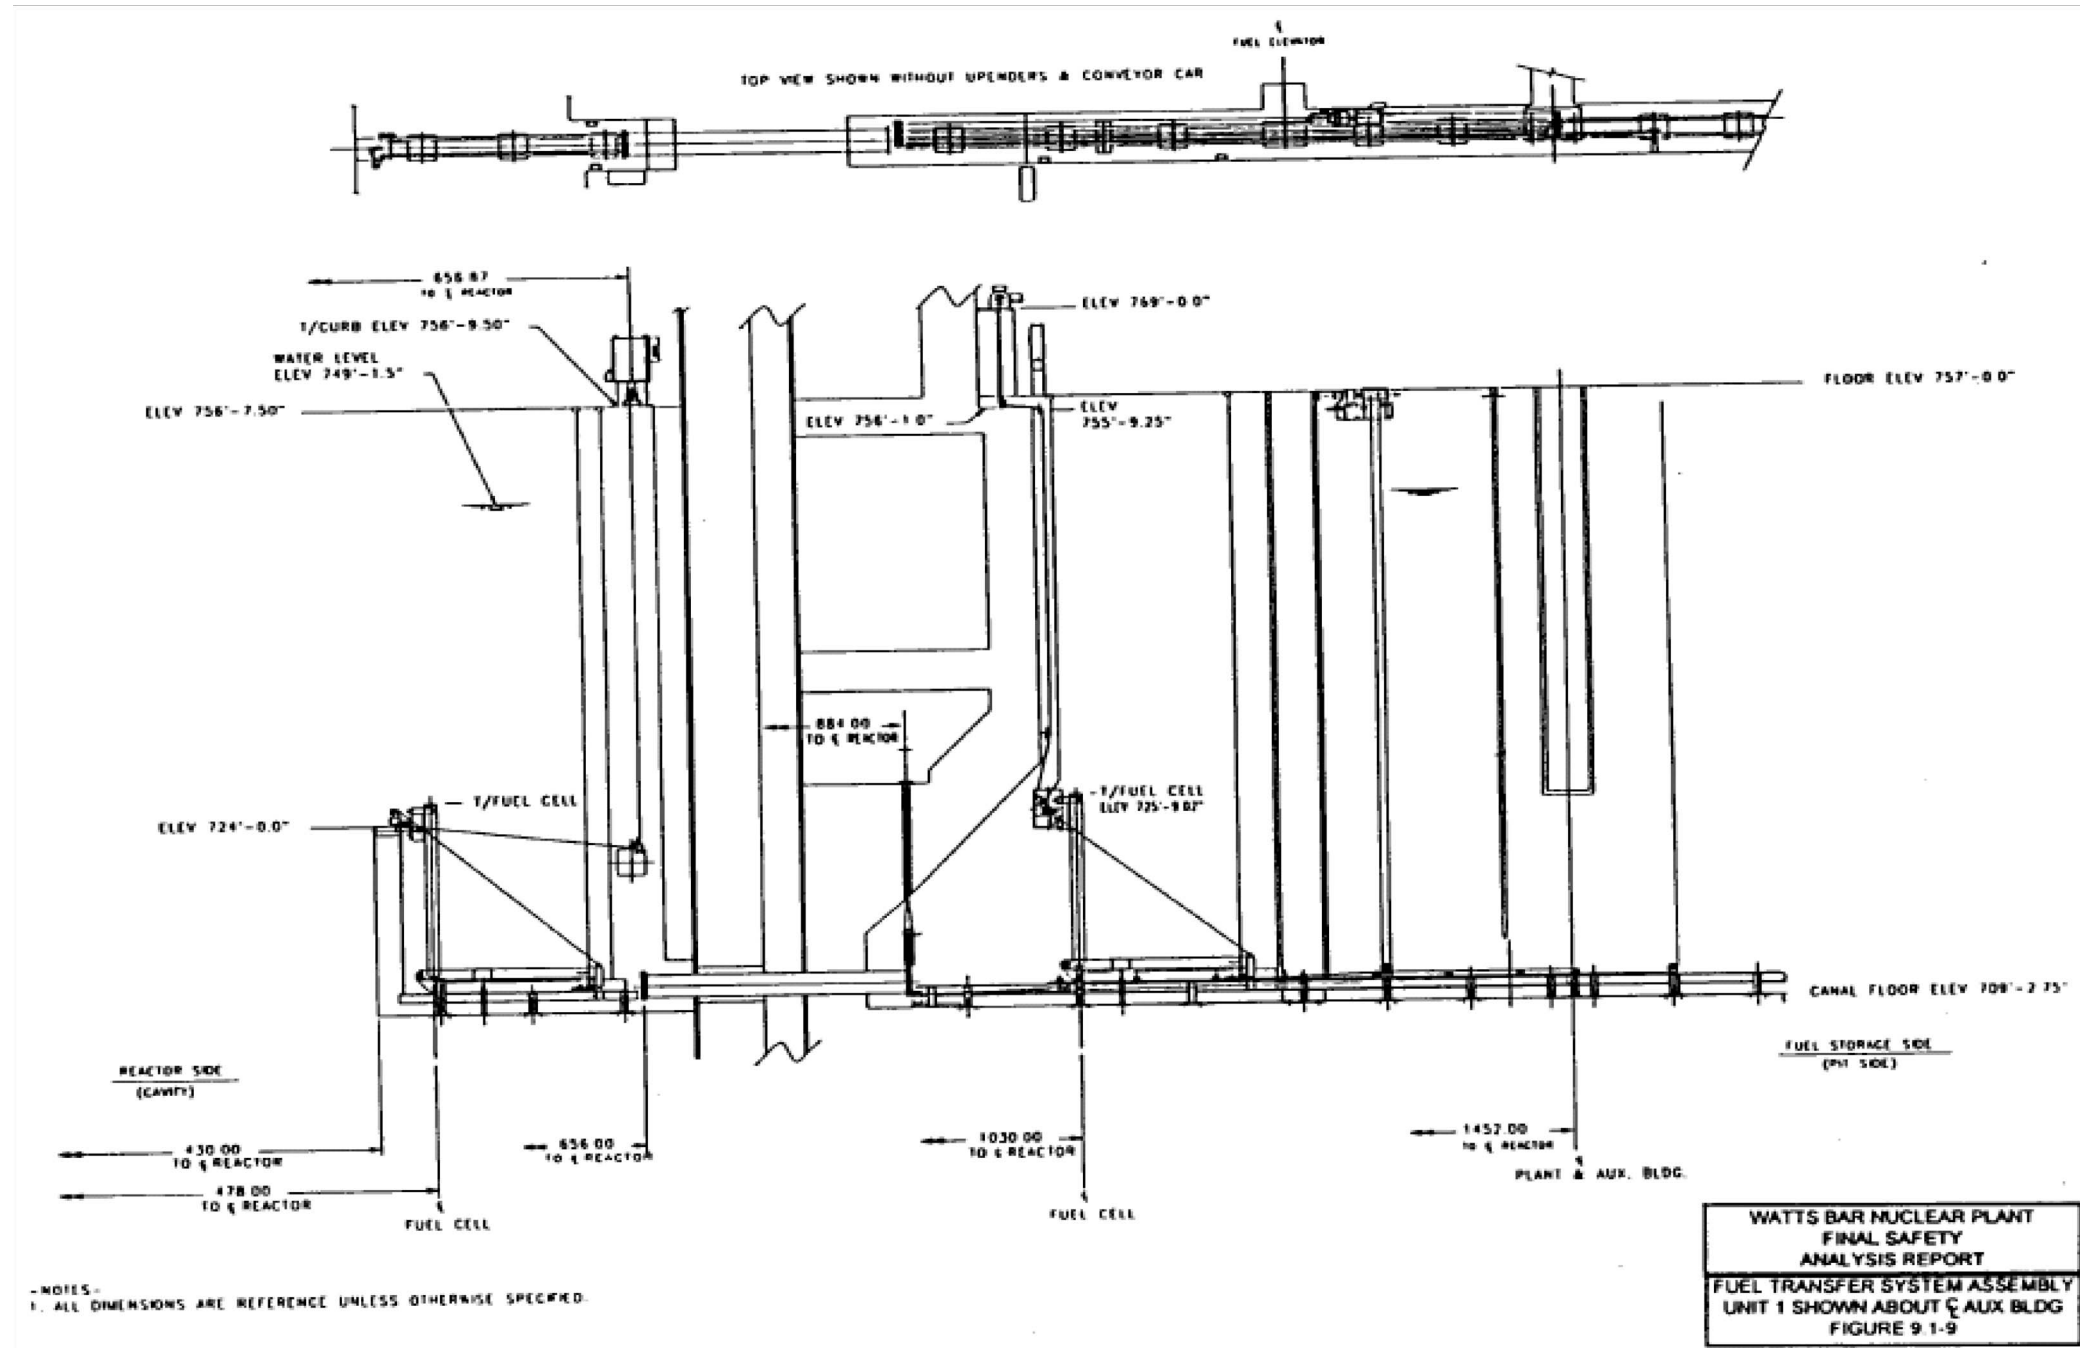 ℄
FUEL ELEVATOR
TOP VIEW SHOWN WITHOUT UPENDERS & CONVEYOR CAR
656.87
TO ℄ REACTOR
T/CURB ELEV 756'-9.50"
WATER LEVEL
ELEV 749'-1.5"
ELEV 756'-7.50"
ELEV 769'-0.0"
ELEV 756'-1.0"
ELEV
755'-9.25"
FLOOR ELEV 757'-0.0"
884.00
TO ℄ REACTOR
T/FUEL CELL
ELEV 724'-0.0"
T/FUEL CELL
ELEV 725'-9.02"
CANAL FLOOR ELEV 709'-2.75"
REACTOR SIDE
(CAVITY)
FUEL STORAGE SIDE
(PIT SIDE)
430.00
TO ℄ REACTOR
656.00
TO ℄ REACTOR
1030.00
TO ℄ REACTOR
1452.00
TO ℄ REACTOR
478.00
TO ℄ REACTOR
℄
FUEL CELL
℄
FUEL CELL
℄
PLANT & AUX. BLDG.
-NOTES-
1. ALL DIMENSIONS ARE REFERENCE UNLESS OTHERWISE SPECIFIED.
WATTS BAR NUCLEAR PLANT
FINAL SAFETY
ANALYSIS REPORT
FUEL TRANSFER SYSTEM ASSEMBLY
UNIT 1 SHOWN ABOUT ℄ AUX BLDG
FIGURE 9.1-9